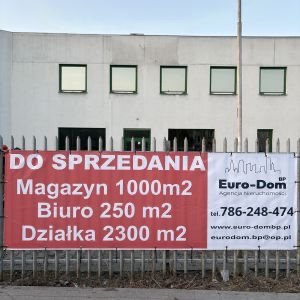 DO SPRZEDANIA
Magazyn 1000m2
Biuro 250 m2
Działka 2300 m2
Euro-Dom BP
Agencja Nieruchomości
tel. 786-248-474
www.euro-dombp.pl
eurodom.bp@op.pl